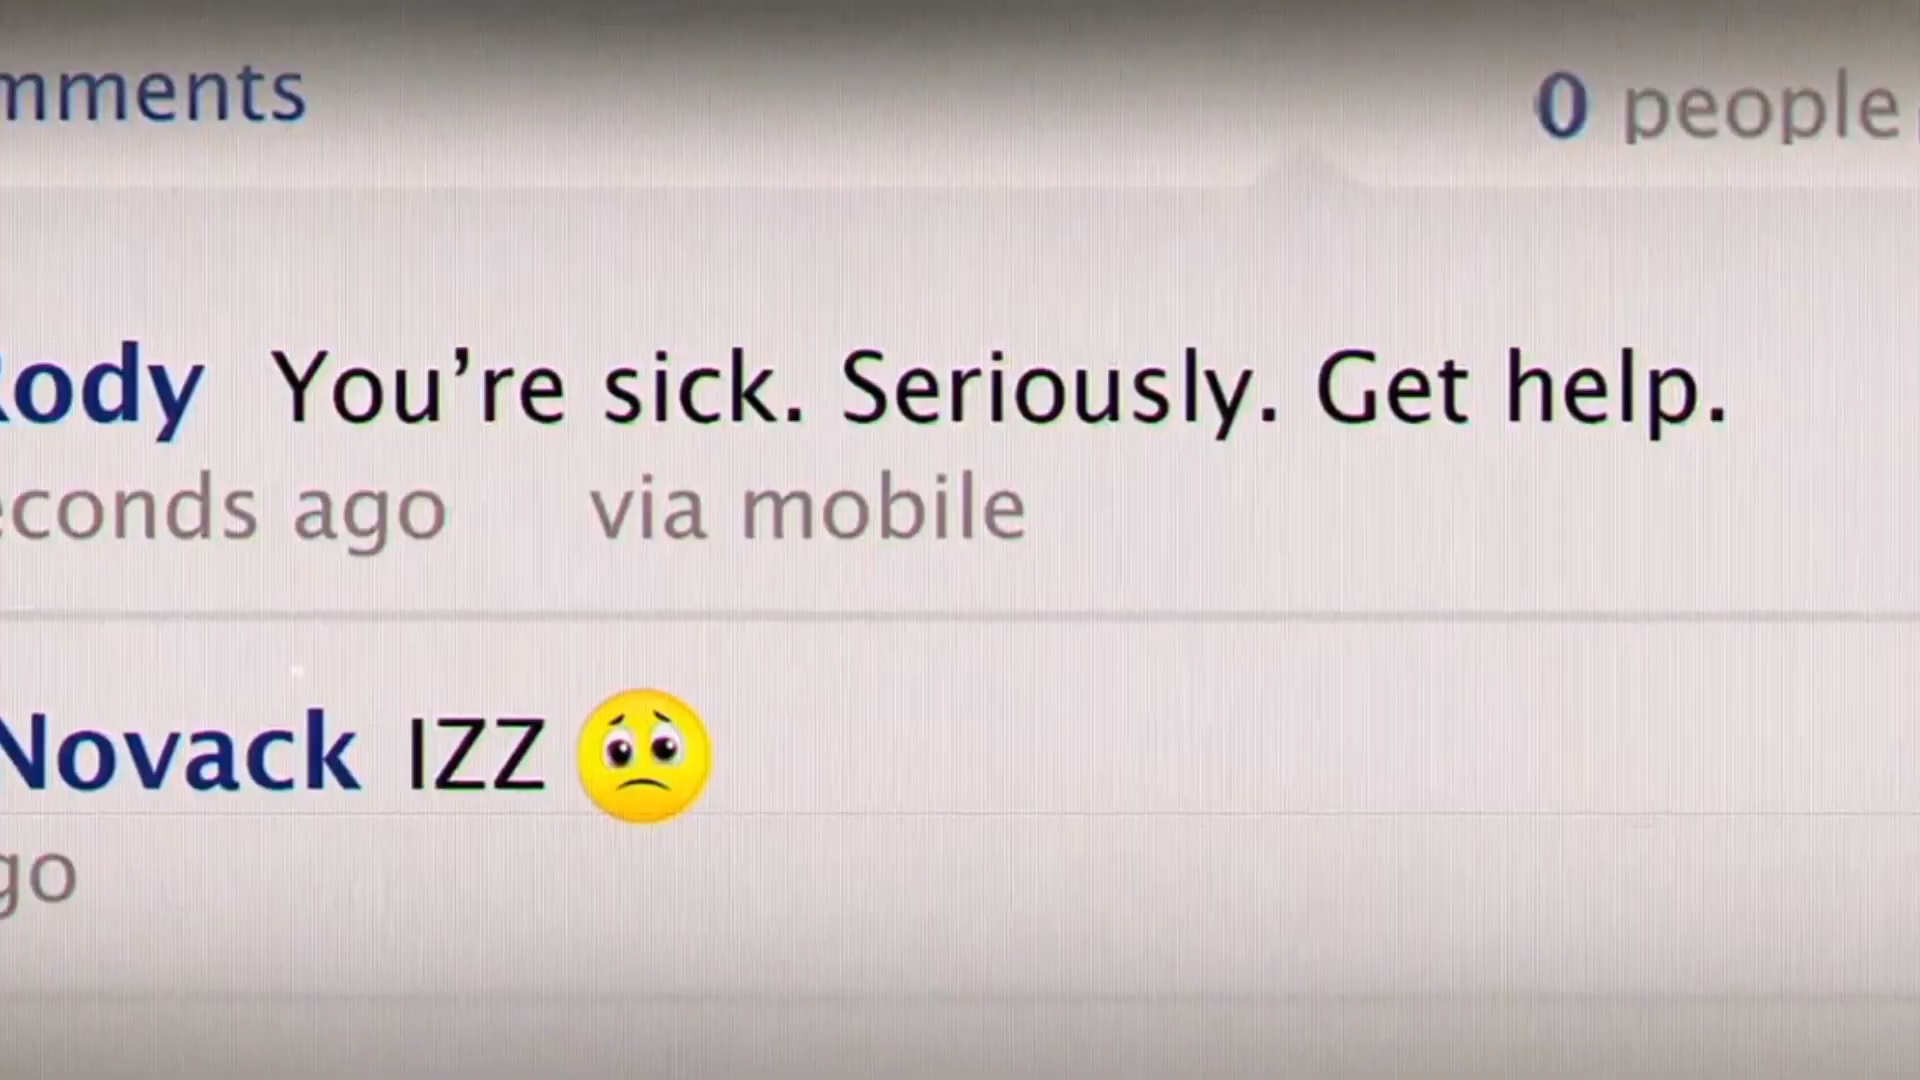 mments
0 people
Rody You’re sick. Seriously. Get help.
econds ago via mobile
Novack IZZ
go